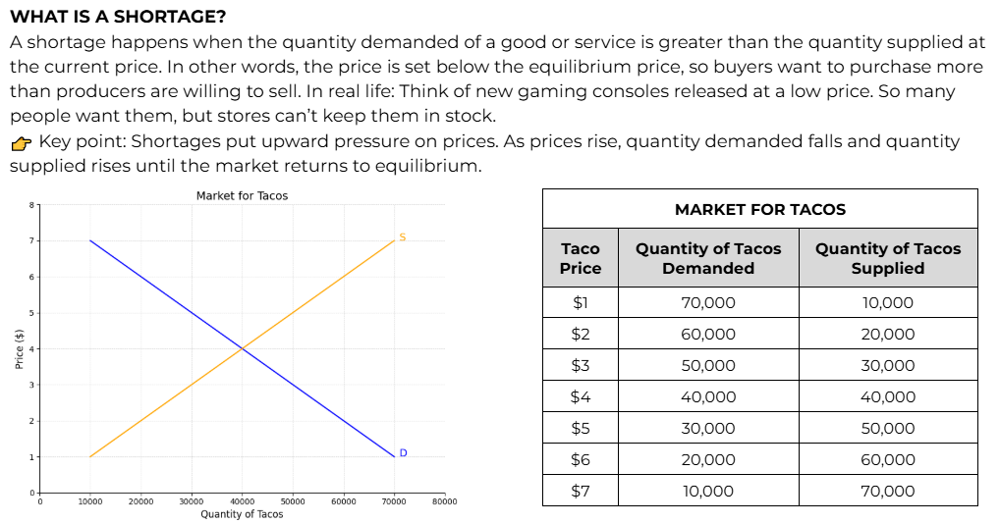 WHAT IS A SHORTAGE?
A shortage happens when the quantity demanded of a good or service is greater than the quantity supplied at
the current price. In other words, the price is set below the equilibrium price, so buyers want to purchase more
than producers are willing to sell. In real life: Think of new gaming consoles released at a low price. So many
people want them, but stores can't keep them in stock.
👉 Key point: Shortages put upward pressure on prices. As prices rise, quantity demanded falls and quantity
supplied rises until the market returns to equilibrium.
Market for Tacos
8
7
6
5
4
3
2
1
0
Price ($)
S
D
0 10000 20000 30000 40000 50000 60000 70000 80000
Quantity of Tacos
MARKET FOR TACOS
Taco Price Quantity of Tacos Demanded Quantity of Tacos Supplied
$1 70,000 10,000
$2 60,000 20,000
$3 50,000 30,000
$4 40,000 40,000
$5 30,000 50,000
$6 20,000 60,000
$7 10,000 70,000